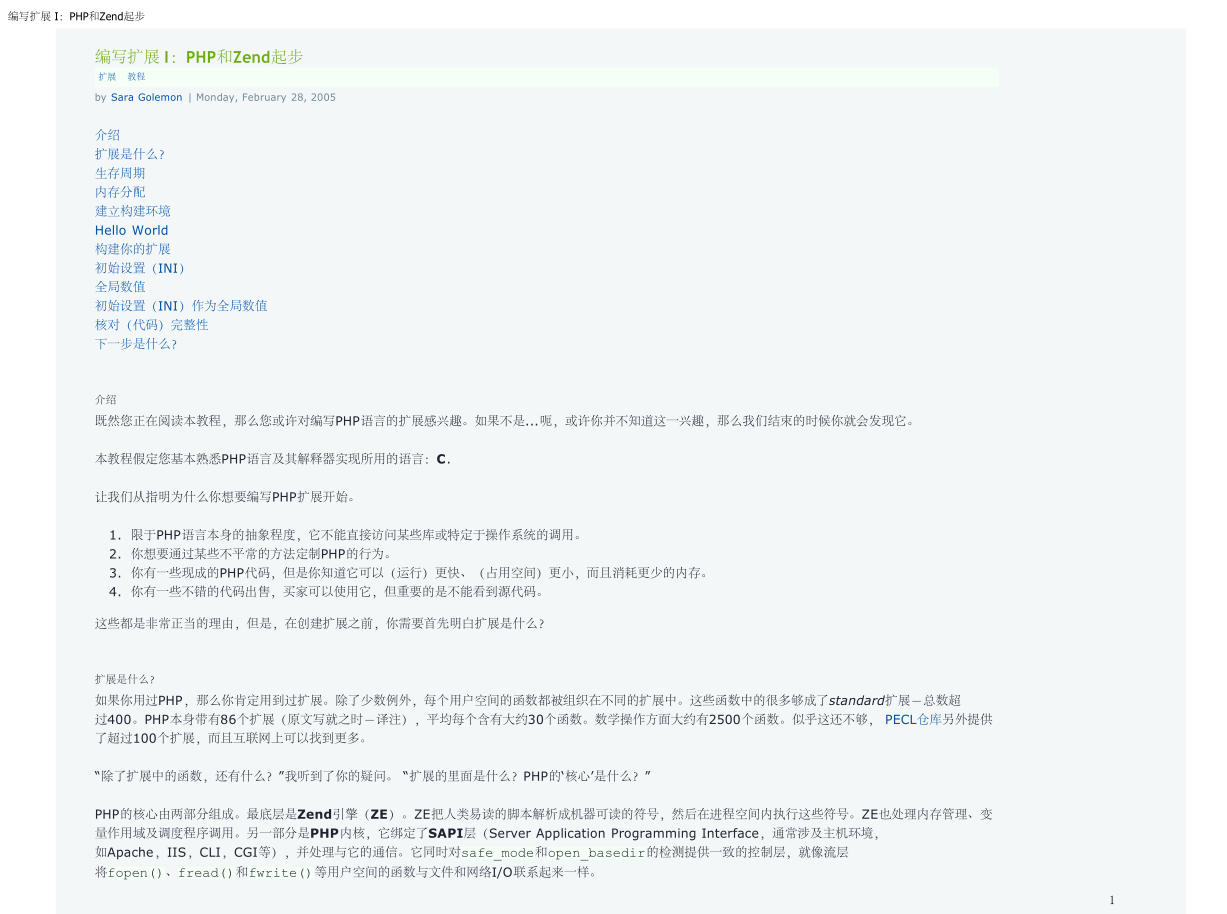 编写扩展 I：PHP和Zend起步
编写扩展 I：PHP和Zend起步
扩展 教程
by Sara Golemon | Monday, February 28, 2005
介绍
扩展是什么？
生存周期
内存分配
建立构建环境
Hello World
构建你的扩展
初始设置（INI）
全局数值
初始设置（INI）作为全局数值
核对（代码）完整性
下一步是什么？
介绍
既然您正在阅读本教程，那么您或许对编写PHP语言的扩展感兴趣。如果不是...呃，或许你并不知道这一兴趣，那么我们结束的时候你就会发现它。
本教程假定您基本熟悉PHP语言及其解释器实现所用的语言：C.
让我们从指明为什么你想要编写PHP扩展开始。
1. 限于PHP语言本身的抽象程度，它不能直接访问某些库或特定于操作系统的调用。
2. 你想要通过某些不平常的方法定制PHP的行为。
3. 你有一些现成的PHP代码，但是你知道它可以（运行）更快、（占用空间）更小，而且消耗更少的内存。
4. 你有一些不错的代码出售，买家可以使用它，但重要的是不能看到源代码。
这些都是非常正当的理由，但是，在创建扩展之前，你需要首先明白扩展是什么？
扩展是什么？
如果你用过PHP，那么你肯定用到过扩展。除了少数例外，每个用户空间的函数都被组织在不同的扩展中。这些函数中的很多够成了standard扩展－总数超
过400。PHP本身带有86个扩展（原文写就之时－译注），平均每个含有大约30个函数。数学操作方面大约有2500个函数。似乎这还不够， PECL仓库另外提供
了超过100个扩展，而且互联网上可以找到更多。
“除了扩展中的函数，还有什么？”我听到了你的疑问。 “扩展的里面是什么？PHP的‘核心’是什么？”
PHP的核心由两部分组成。最底层是Zend引擎（ZE）。ZE把人类易读的脚本解析成机器可读的符号，然后在进程空间内执行这些符号。ZE也处理内存管理、变
量作用域及调度程序调用。另一部分是PHP内核，它绑定了SAPI层（Server Application Programming Interface，通常涉及主机环境，
如Apache，IIS，CLI，CGI等），并处理与它的通信。它同时对safe_mode和open_basedir的检测提供一致的控制层，就像流层
将fopen()、fread()和fwrite()等用户空间的函数与文件和网络I/O联系起来一样。
1